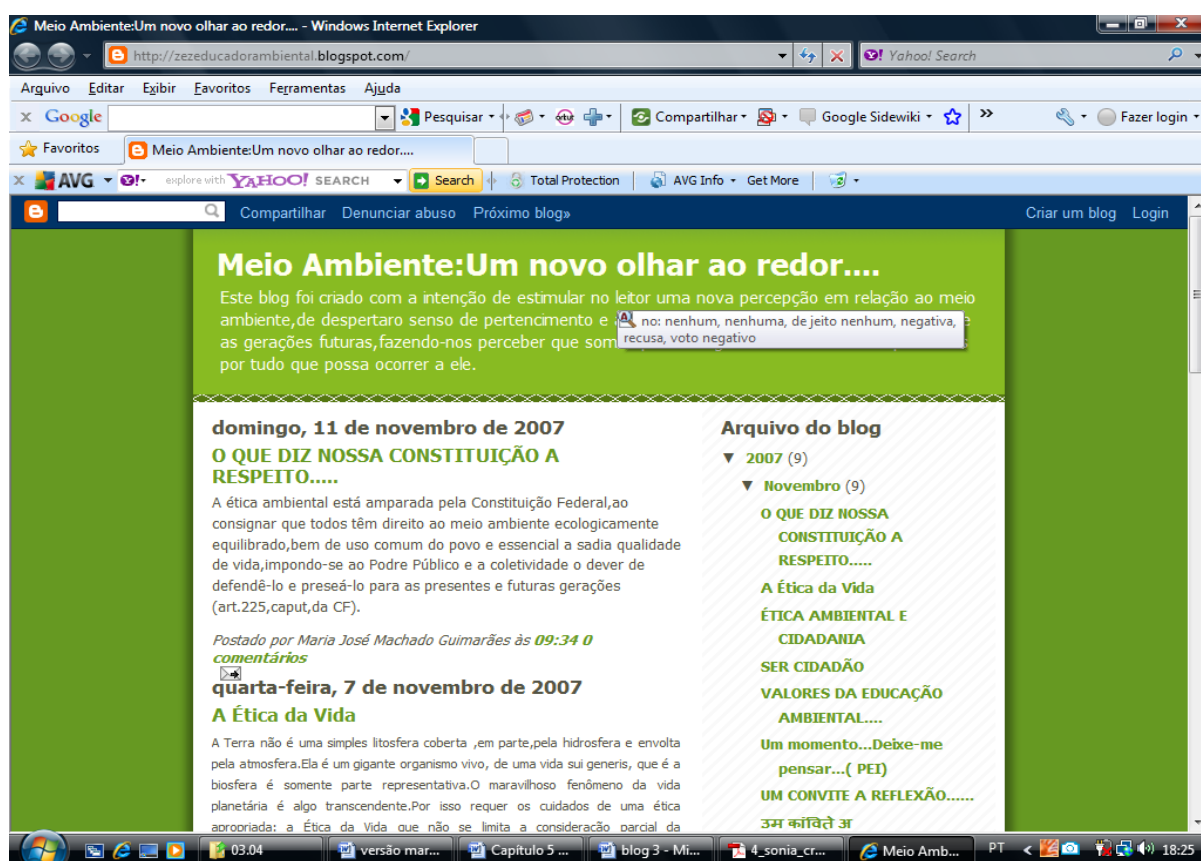 Meio Ambiente:Um novo olhar ao redor.... - Windows Internet Explorer
http://zezeducadorambiental.blogspot.com/
Yahoo! Search
Arquivo Editar Exibir Favoritos Ferramentas Ajuda
x Google Pesquisar Compartilhar Google Sidewiki Fazer login
Favoritos Meio Ambiente:Um novo olhar ao redor....
x AVG explore with YAHOO! SEARCH Search Total Protection AVG Info Get More
Compartilhar Denunciar abuso Próximo blog» Criar um blog Login
Meio Ambiente:Um novo olhar ao redor....
Este blog foi criado com a intenção de estimular no leitor uma nova percepção em relação ao meio
ambiente,de despertaro senso de pertencimento e
no: nenhum, nenhuma, de jeito nenhum, negativa,
recusa, voto negativo
as gerações futuras,fazendo-nos perceber que
por tudo que possa ocorrer a ele.
domingo, 11 de novembro de 2007
O QUE DIZ NOSSA CONSTITUIÇÃO A
RESPEITO.....
A ética ambiental está amparada pela Constituição Federal,ao
consignar que todos têm direito ao meio ambiente ecologicamente
equilibrado,bem de uso comum do povo e essencial a sadia qualidade
de vida,impondo-se ao Podre Público e a coletividade o dever de
defendê-lo e preseá-lo para as presentes e futuras gerações
(art.225,caput,da CF).
Postado por Maria José Machado Guimarães às 09:34 0
comentários
quarta-feira, 7 de novembro de 2007
A Ética da Vida
A Terra não é uma simples litosfera coberta ,em parte,pela hidrosfera e envolta
pela atmosfera.Ela é um gigante organismo vivo, de uma vida sui generis, que é a
biosfera é somente parte representativa.O maravilhoso fenômeno da vida
planetária é algo transcendente.Por isso requer os cuidados de uma ética
apropriada: a Ética da Vida que não se limita a consideração parcial da
Arquivo do blog
▼ 2007 (9)
▼ Novembro (9)
O QUE DIZ NOSSA
CONSTITUIÇÃO A
RESPEITO.....
A Ética da Vida
ÉTICA AMBIENTAL E
CIDADANIA
SER CIDADÃO
VALORES DA EDUCAÇÃO
AMBIENTAL....
Um momento...Deixe-me
pensar...( PEI)
UM CONVITE A REFLEXÃO......
उम कांविते अ
03.04 versão mar... Capítulo 5 ... blog 3 - Mi... 4_sonia_cr... Meio Amb... PT 18:25